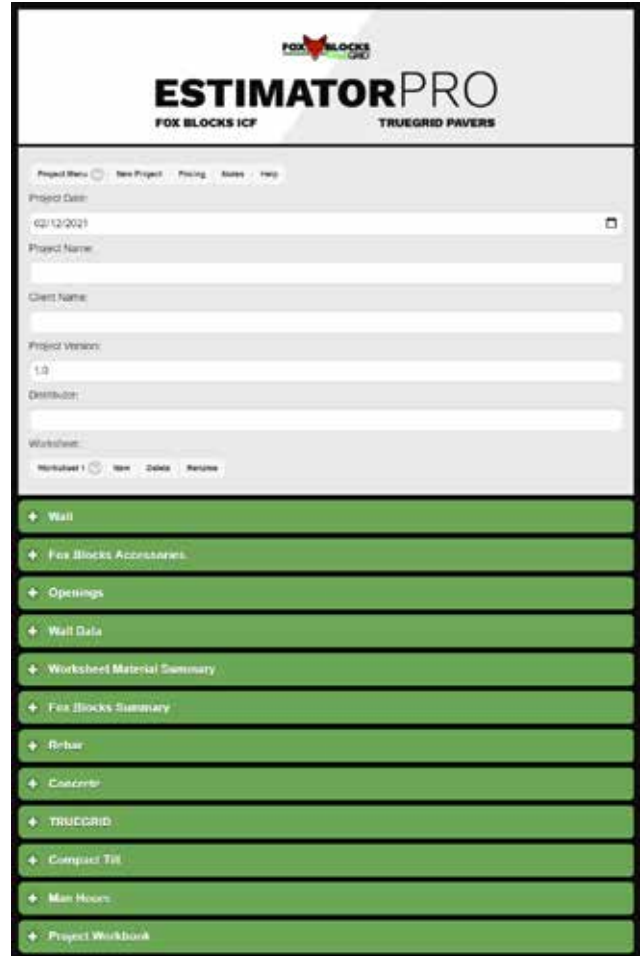 FOX BLOCKS
GRID
ESTIMATORPRO
FOX BLOCKS ICF TRUEGRID PAVERS
Project Menu ? New Project Pricing Notes Help
Project Date:
02/12/2021
Project Name:
Client Name:
Project Version:
1.0
Distributor:
Worksheet:
Worksheet 1 ? New Delete Rename
+ Wall
+ Fox Blocks Accessories
+ Openings
+ Wall Data
+ Worksheet Material Summary
+ Fox Blocks Summary
+ Rebar
+ Concrete
+ TRUEGRID
+ Compact Till
+ Man Hours
+ Project Workbook